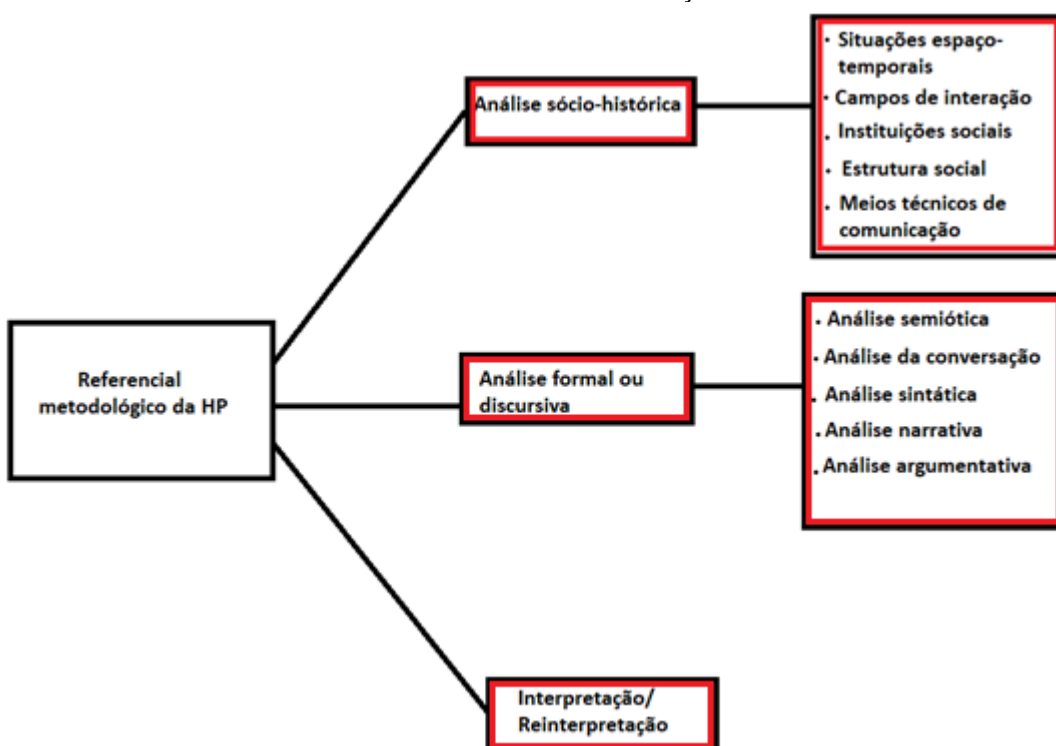 Referencial
metodológico da HP
Análise sócio-histórica
· Situações espaço-
temporais
· Campos de interação
. Instituições sociais
· Estrutura social
. Meios técnicos de
comunicação
Análise formal ou
discursiva
. Análise semiótica
. Análise da conversação
. Análise sintática
. Análise narrativa
. Análise argumentativa
Interpretação/
Reinterpretação